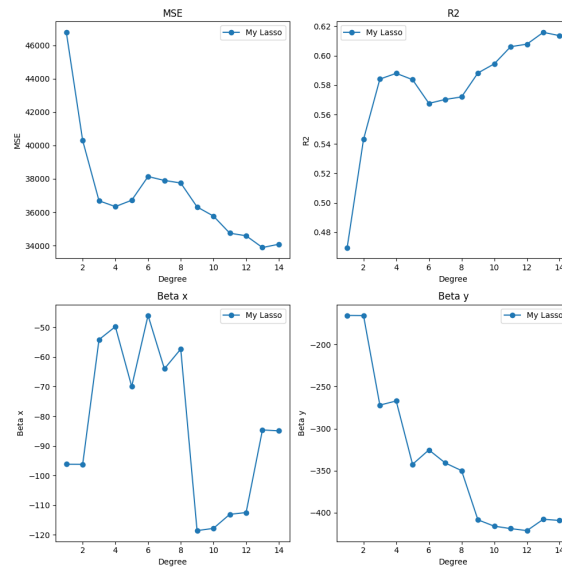 MSE
My Lasso
MSE
46000
44000
42000
40000
38000
36000
34000
2 4 6 8 10 12 14
Degree
R2
My Lasso
R2
0.62
0.60
0.58
0.56
0.54
0.52
0.50
0.48
2 4 6 8 10 12 14
Degree
Beta x
My Lasso
Beta x
−50
−60
−70
−80
−90
−100
−110
−120
2 4 6 8 10 12 14
Degree
Beta y
My Lasso
Beta y
−200
−250
−300
−350
−400
2 4 6 8 10 12 14
Degree